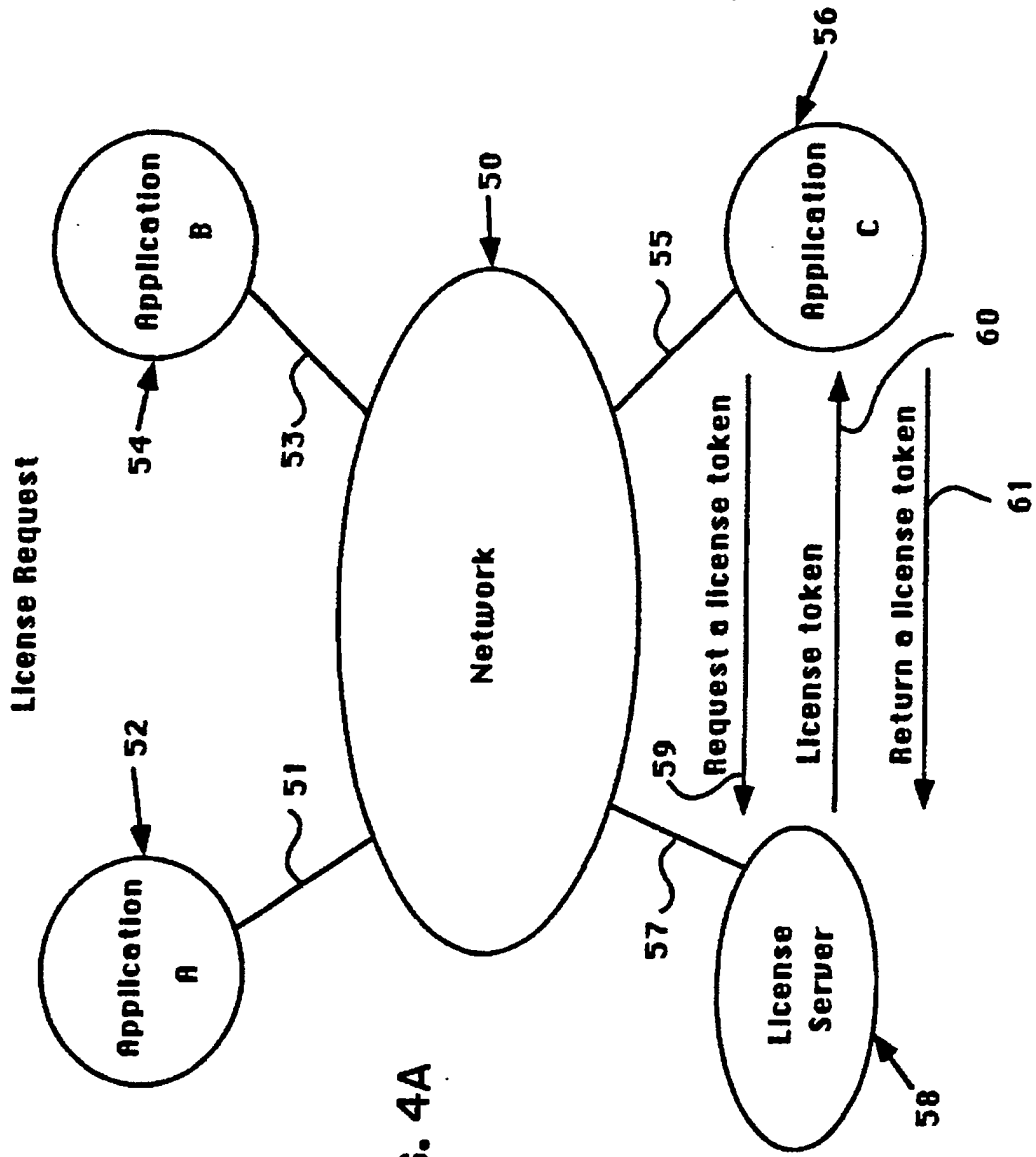 License Request
52
Application
A
51
54
Application
B
53
Network
50
57
License
Server
58
59
Request a license token
License token
Return a license token
55
Application
C
56
60
61
. 4A